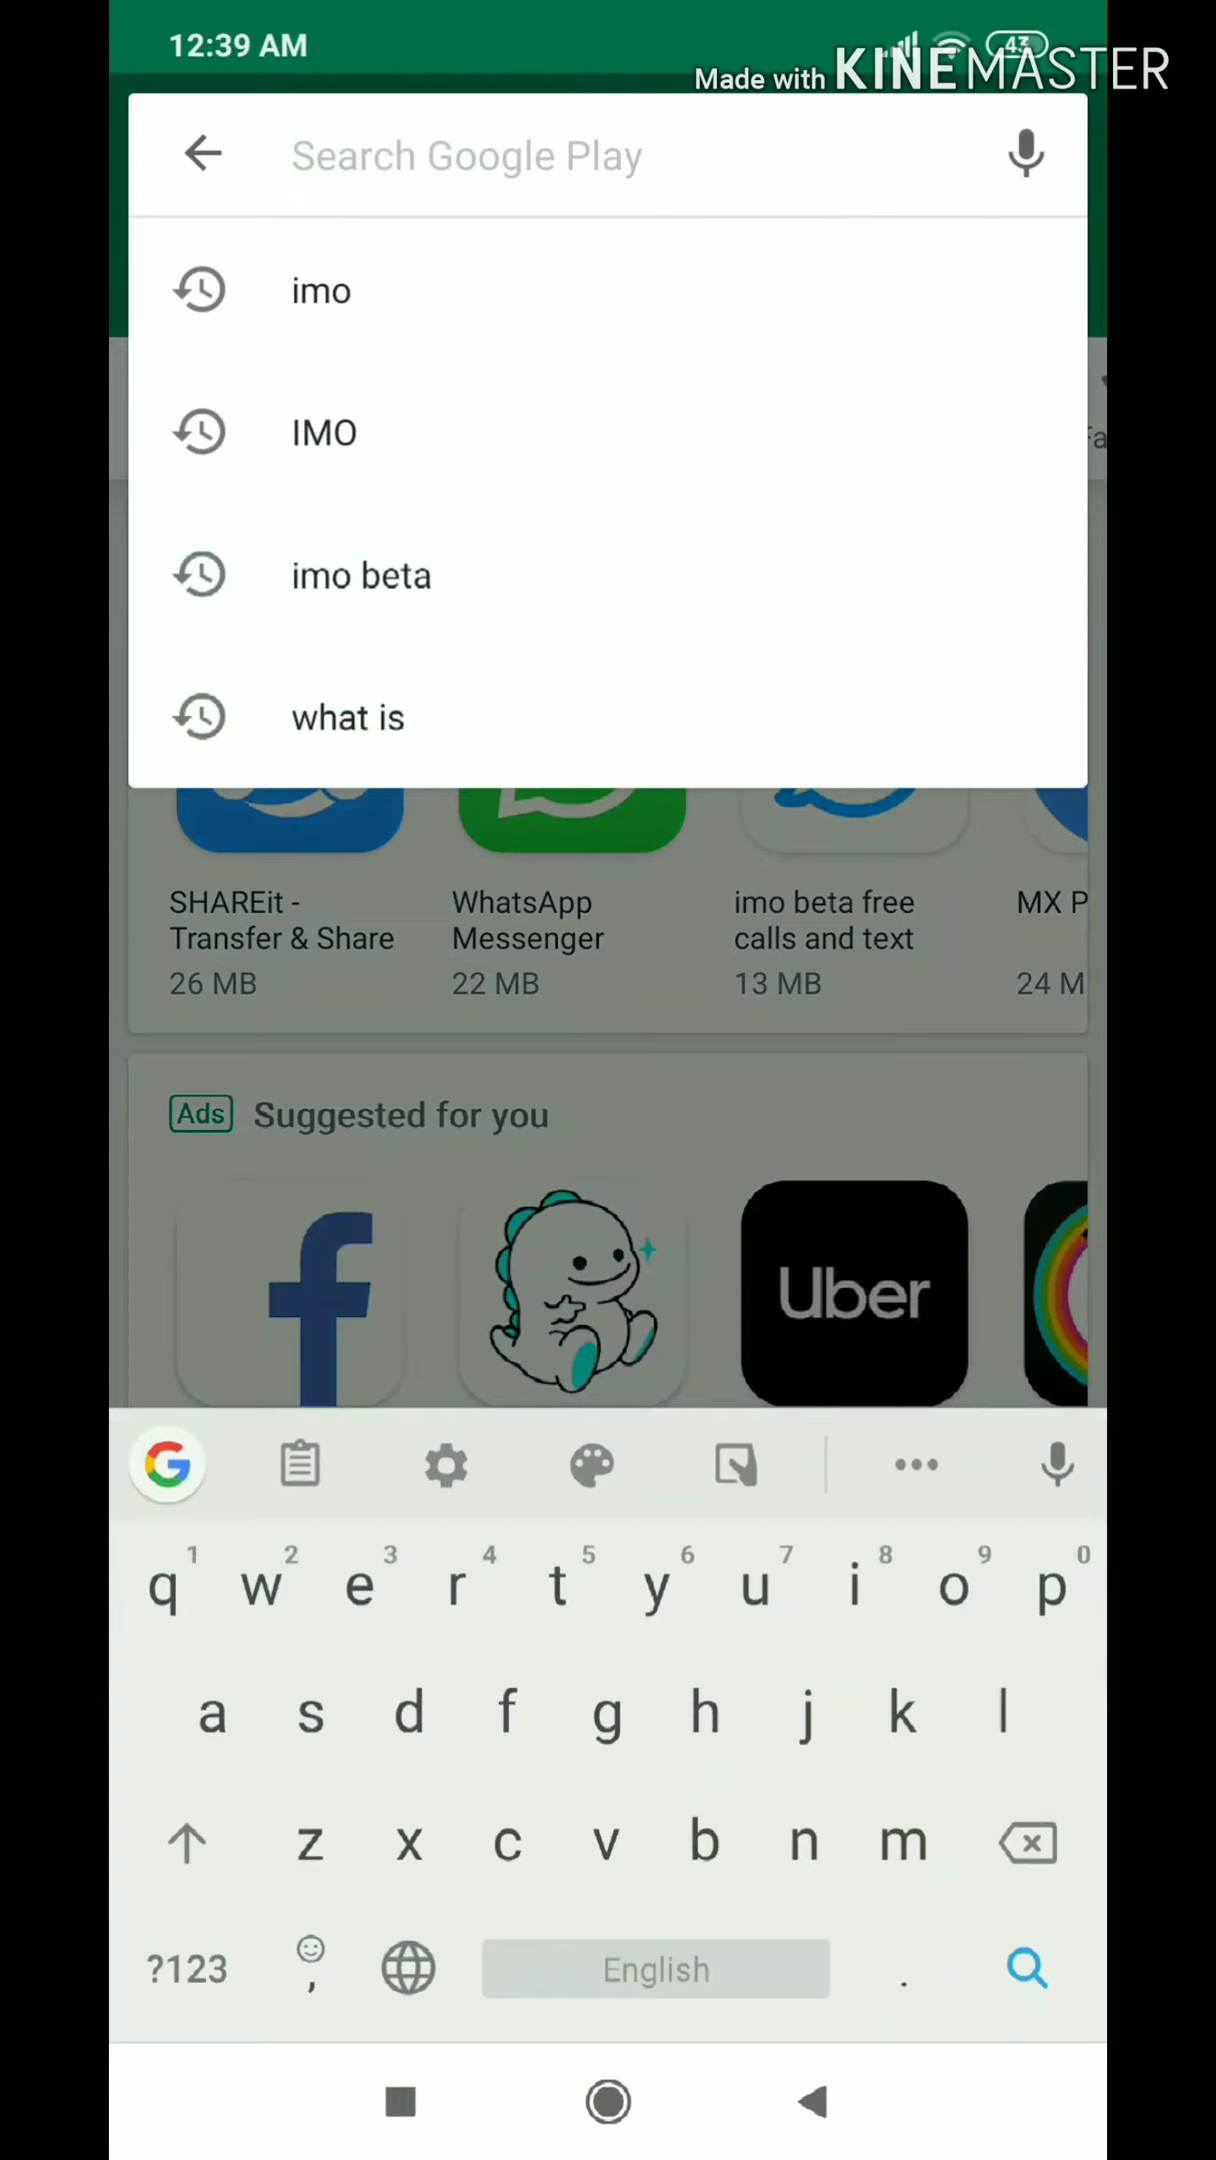 12:39 AM
43
Made with KINEMASTER
Search Google Play
imo
IMO
Fa
imo beta
what is
SHAREit - Transfer & Share
26 MB
WhatsApp Messenger
22 MB
imo beta free calls and text
13 MB
MX P
24 M
Ads Suggested for you
f
Uber
G
1 2 3 4 5 6 7 8 9 0
q w e r t y u i o p
a s d f g h j k l
z x c v b n m
?123 , English .